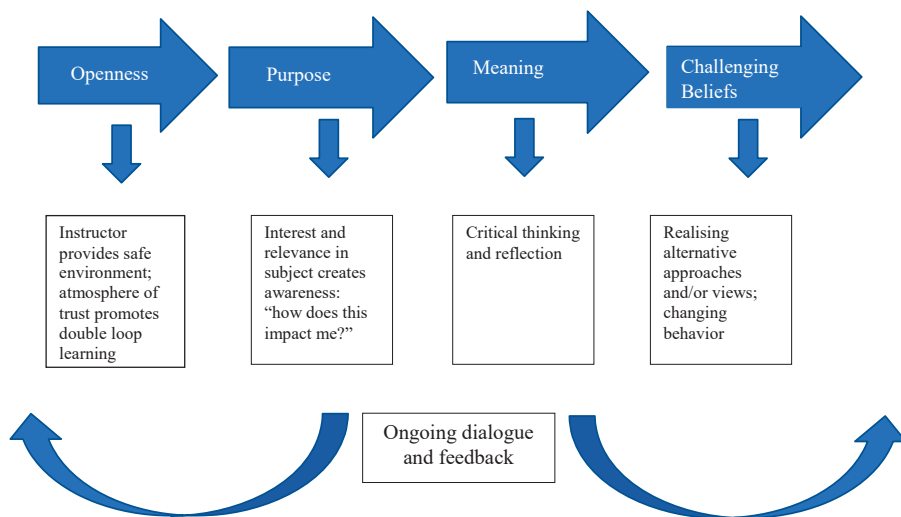 Openness
Purpose
Meaning
Challenging
Beliefs
Instructor
provides safe
environment;
atmosphere of
trust promotes
double loop
learning
Interest and
relevance in
subject creates
awareness:
“how does this
impact me?”
Critical thinking
and reflection
Realising
alternative
approaches
and/or views;
changing
behavior
Ongoing dialogue
and feedback